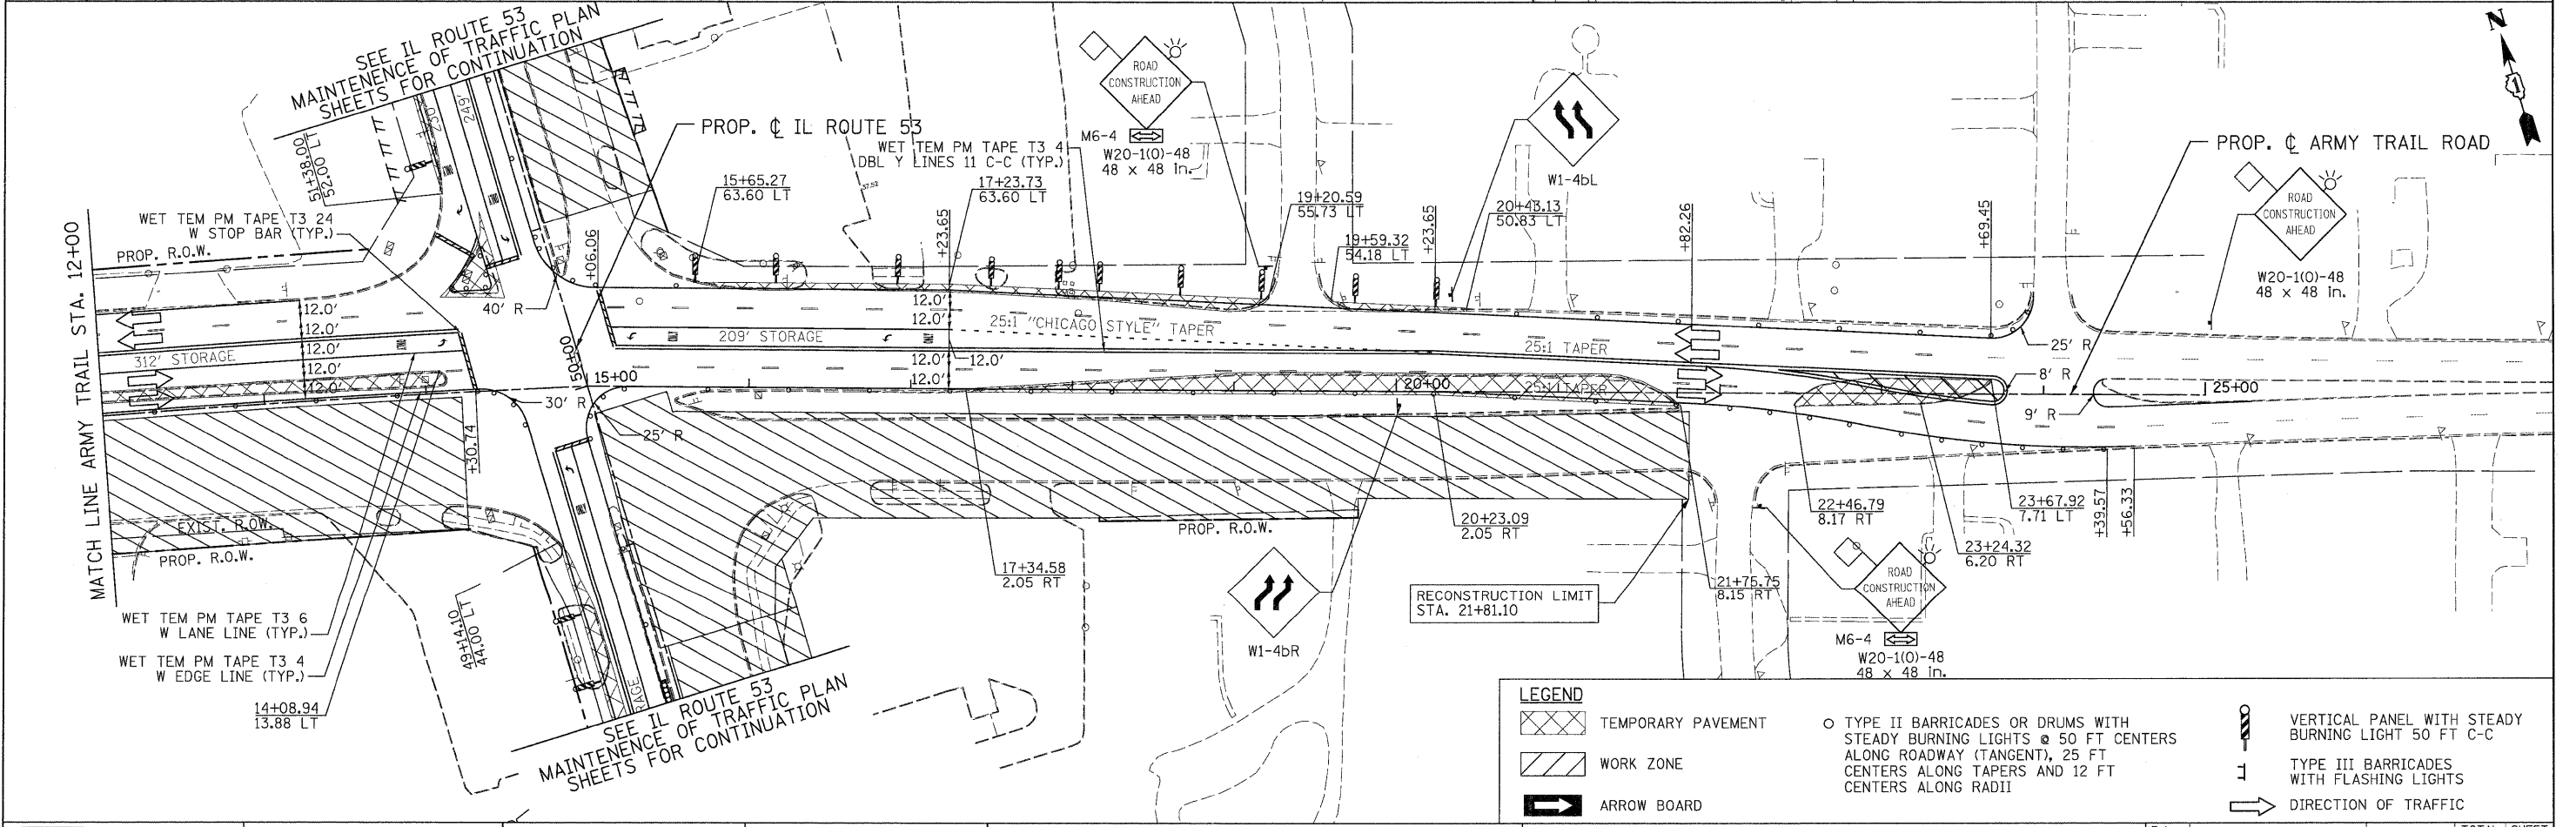 SEE IL ROUTE 53
MAINTENENCE OF TRAFFIC PLAN
SHEETS FOR CONTINUATION
51+38.00
52.00 LT
230'
249'
PROP. ℄ IL ROUTE 53
WET TEM PM TAPE T3 4
DBL Y LINES 11 C-C (TYP.)
ROAD
CONSTRUCTION
AHEAD
M6-4
W20-1(O)-48
48 x 48 in.
W1-4bL
N
PROP. ℄ ARMY TRAIL ROAD
ROAD
CONSTRUCTION
AHEAD
W20-1(O)-48
48 x 48 in.
15+65.27
63.60 LT
37.52
17+23.73
63.60 LT
+23.65
19+20.59
55.73 LT
19+59.32
54.18 LT
+23.65
20+43.13
50.83 LT
+82.26
+69.45
WET TEM PM TAPE T3 24
W STOP BAR (TYP.)
PROP. R.O.W.
MATCH LINE ARMY TRAIL STA. 12+00
+06.06
40' R
12.0'
12.0'
12.0'
12.0'
12.0'
312' STORAGE
209' STORAGE
12.0'
12.0'
12.0'
12.0'
12.0'
25:1 "CHICAGO STYLE" TAPER
25:1 TAPER
25:1 TAPER
50+00
15+00
20+00
25+00
25' R
8' R
9' R
30' R
25' R
+30.74
EXIST. R.O.W.
PROP. R.O.W.
PROP. R.O.W.
17+34.58
2.05 RT
20+23.09
2.05 RT
21+75.75
8.15 RT
22+46.79
8.17 RT
23+24.32
6.20 RT
23+67.92
7.71 LT
+39.57
+56.33
W1-4bR
RECONSTRUCTION LIMIT
STA. 21+81.10
ROAD
CONSTRUCTION
AHEAD
M6-4
W20-1(O)-48
48 x 48 in.
WET TEM PM TAPE T3 6
W LANE LINE (TYP.)
WET TEM PM TAPE T3 4
W EDGE LINE (TYP.)
14+08.94
13.88 LT
49+14.10
44.00 LT
SEE IL ROUTE 53
MAINTENENCE OF TRAFFIC PLAN
SHEETS FOR CONTINUATION
LEGEND
TEMPORARY PAVEMENT
WORK ZONE
ARROW BOARD
TYPE II BARRICADES OR DRUMS WITH
STEADY BURNING LIGHTS @ 50 FT CENTERS
ALONG ROADWAY (TANGENT), 25 FT
CENTERS ALONG TAPERS AND 12 FT
CENTERS ALONG RADII
VERTICAL PANEL WITH STEADY
BURNING LIGHT 50 FT C-C
TYPE III BARRICADES
WITH FLASHING LIGHTS
DIRECTION OF TRAFFIC
TOTAL SHEET